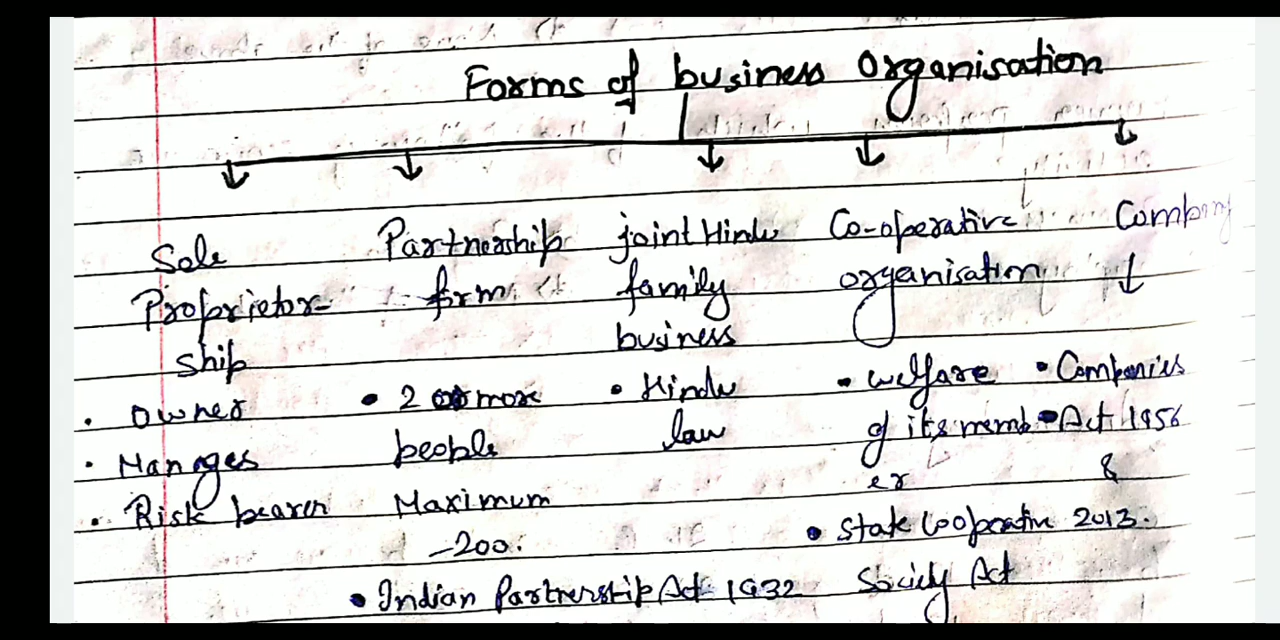 Forms of business Organisation
Sole
Proprietor-
ship
• Owner
• Manages
• Risk bearer
Partnership
firm
• 2 or more
people
Maximum
-200.
• Indian Partnership Act 1932
joint Hindu
family
business
• Hindu
law
Co-operative
organisation
• welfare
of its memb
er
• State Cooperative
Society Act
Company
• Companies
• Act 1956
&
2013.